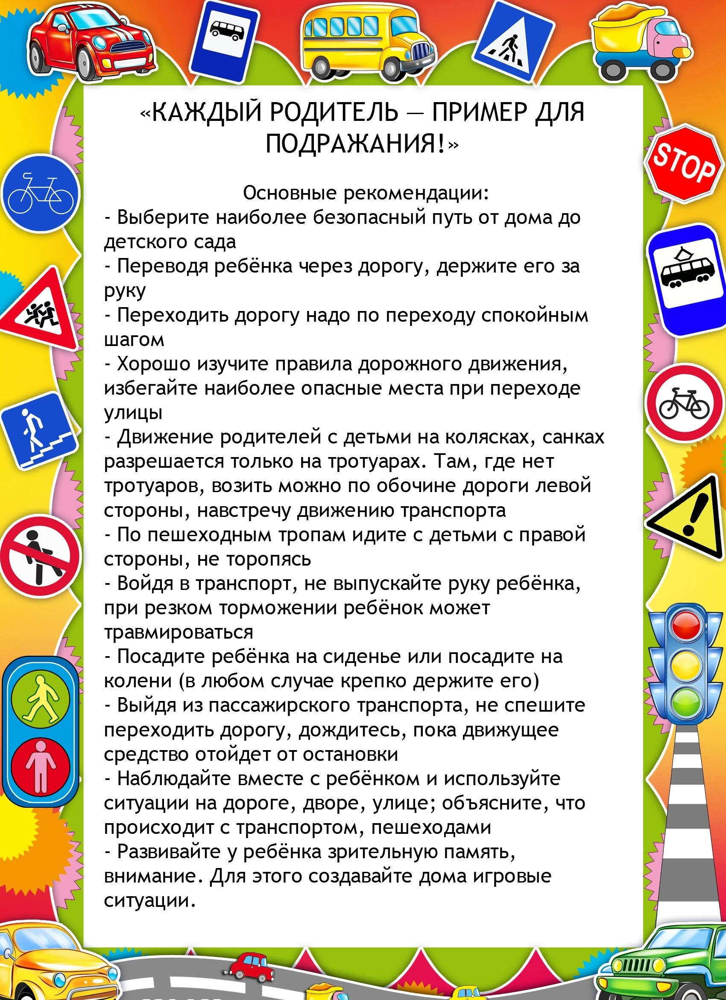 «КАЖДЫЙ РОДИТЕЛЬ — ПРИМЕР ДЛЯ
ПОДРАЖАНИЯ!»
Основные рекомендации:
- Выберите наиболее безопасный путь от дома до
детского сада
- Переводя ребёнка через дорогу, держите его за
руку
- Переходить дорогу надо по переходу спокойным
шагом
- Хорошо изучите правила дорожного движения,
избегайте наиболее опасные места при переходе
улицы
- Движение родителей с детьми на колясках, санках
разрешается только на тротуарах. Там, где нет
тротуаров, возить можно по обочине дороги левой
стороны, навстречу движению транспорта
- По пешеходным тропам идите с детьми с правой
стороны, не торопясь
- Войдя в транспорт, не выпускайте руку ребёнка,
при резком торможении ребёнок может
травмироваться
- Посадите ребёнка на сиденье или посадите на
колени (в любом случае крепко держите его)
- Выйдя из пассажирского транспорта, не спешите
переходить дорогу, дождитесь, пока движущее
средство отойдет от остановки
- Наблюдайте вместе с ребёнком и используйте
ситуации на дороге, дворе, улице; объясните, что
происходит с транспортом, пешеходами
- Развивайте у ребёнка зрительную память,
внимание. Для этого создавайте дома игровые
ситуации.
STOP